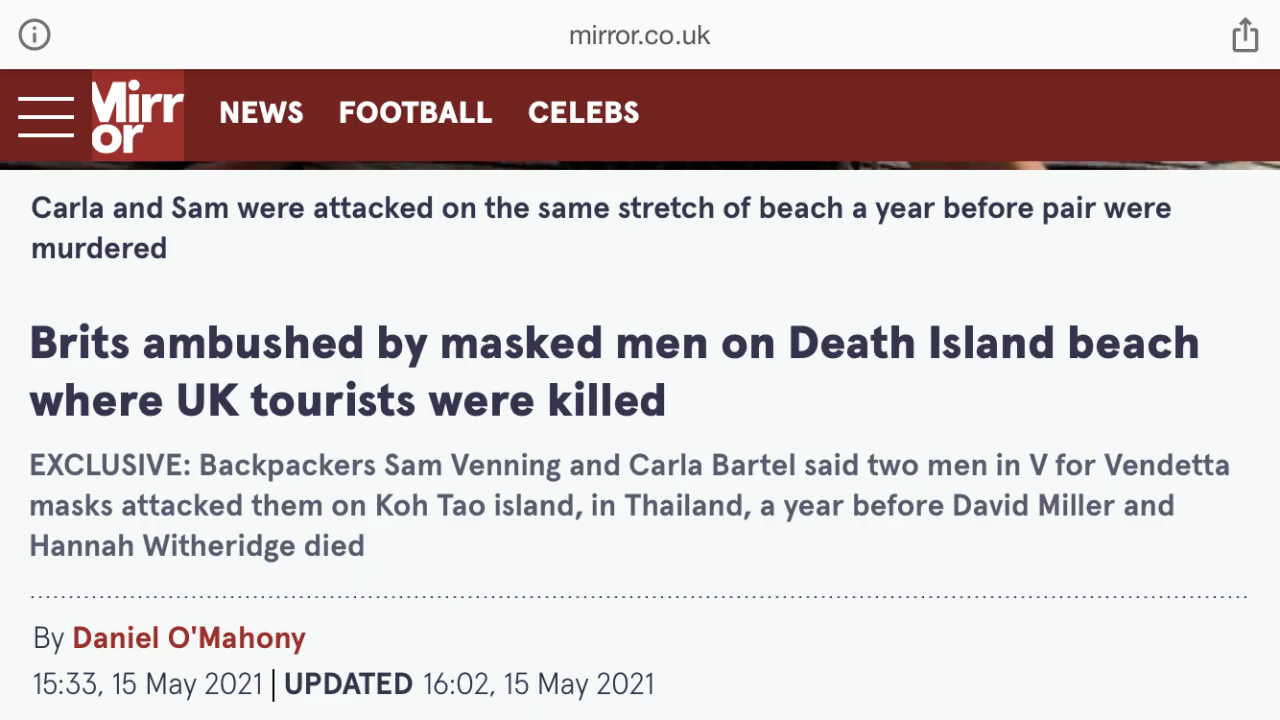 mirror.co.uk
Mirr
or
NEWS FOOTBALL CELEBS
Carla and Sam were attacked on the same stretch of beach a year before pair were
murdered
Brits ambushed by masked men on Death Island beach
where UK tourists were killed
EXCLUSIVE: Backpackers Sam Venning and Carla Bartel said two men in V for Vendetta
masks attacked them on Koh Tao island, in Thailand, a year before David Miller and
Hannah Witheridge died
By Daniel O'Mahony
15:33, 15 May 2021 | UPDATED 16:02, 15 May 2021